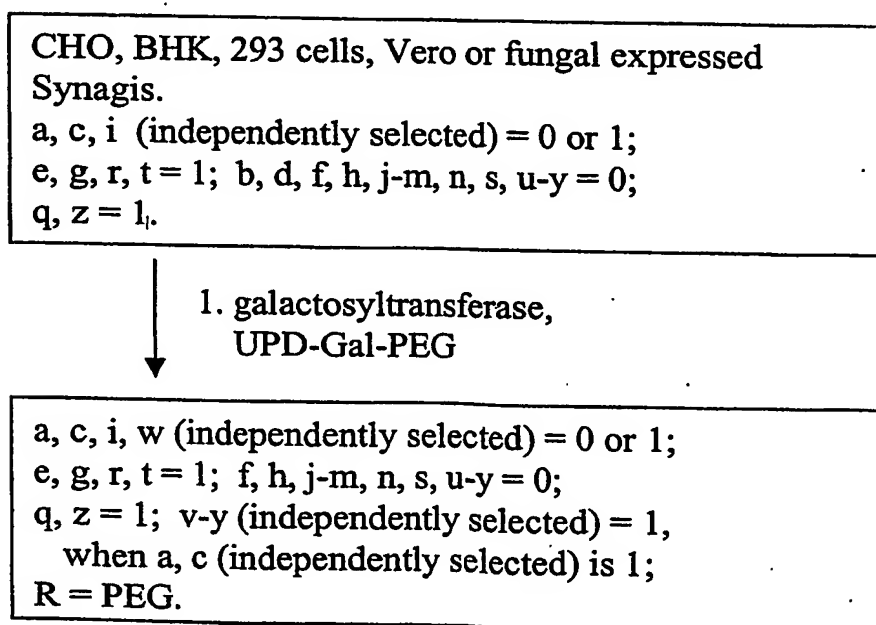 CHO, BHK, 293 cells, Vero or fungal expressed
Synagis.
a, c, i (independently selected) = 0 or 1;
e, g, r, t = 1; b, d, f, h, j-m, n, s, u-y = 0;
q, z = 1.
1. galactosyltransferase,
UPD-Gal-PEG
a, c, i, w (independently selected) = 0 or 1;
e, g, r, t = 1; f, h, j-m, n, s, u-y = 0;
q, z = 1; v-y (independently selected) = 1,
when a, c (independently selected) is 1;
R = PEG.